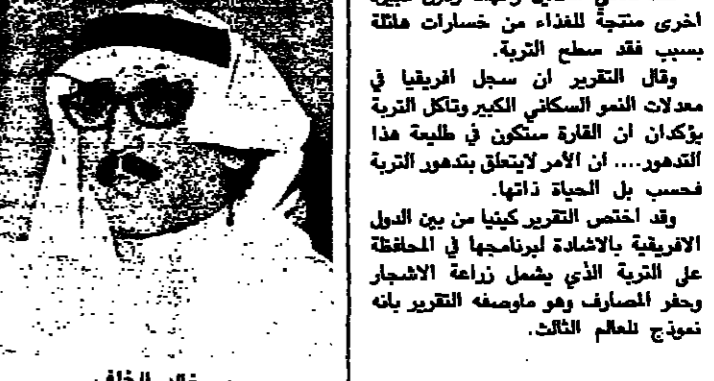 اخرى منتجة للغذاء من خسارات هائلة
بسبب فقد سطح التربة.
وقال التقرير ان سجل افريقيا في
معدلات النمو السكاني الكبير وتاكل التربة
يؤكدان ان القارة ستكون في طليعة هذا
التدهور.... ان الأمر لايتعلق بتدهور التربة
فحسب بل الحياة ذاتها.
وقد اختص التقرير كينيا من بين الدول
الافريقية بالاشادة لبرنامجها في المحافظة
على التربة الذي يشمل زراعة الاشجار
وحفر المصارف وهو ماوصفه التقرير بانه
نموذج للعالم الثالث.
خالد الخلف